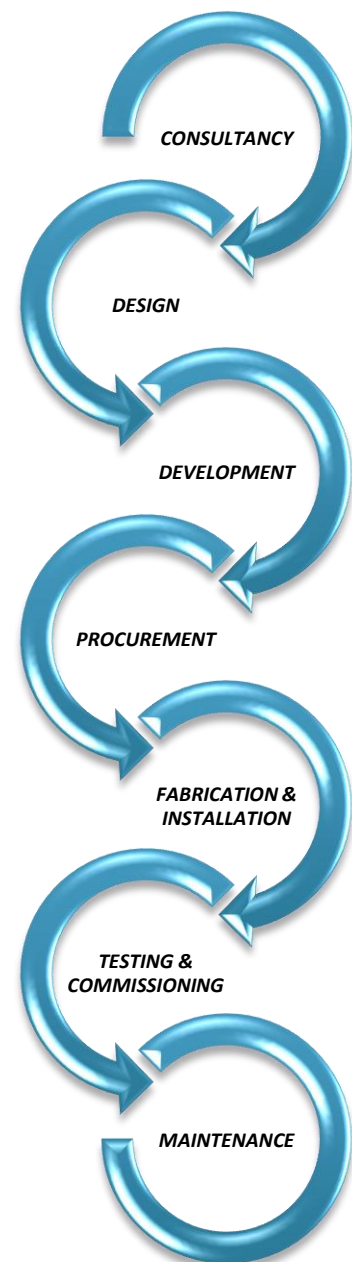 CONSULTANCY
DESIGN
DEVELOPMENT
PROCUREMENT
FABRICATION &
INSTALLATION
TESTING &
COMMISSIONING
MAINTENANCE